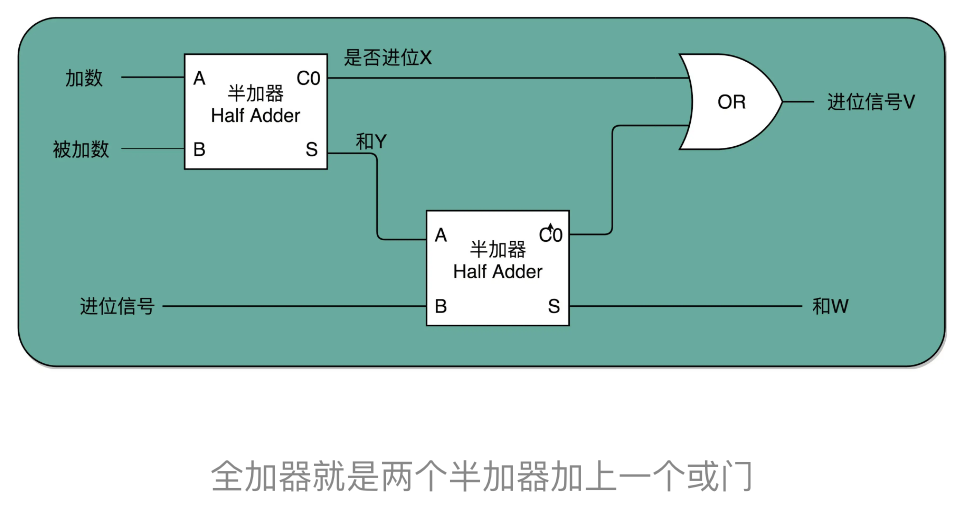 加数
被加数
A
B
C0
S
半加器
Half Adder
是否进位X
和Y
OR
进位信号V
进位信号
A
B
C0
S
半加器
Half Adder
和W
全加器就是两个半加器加上一个或门